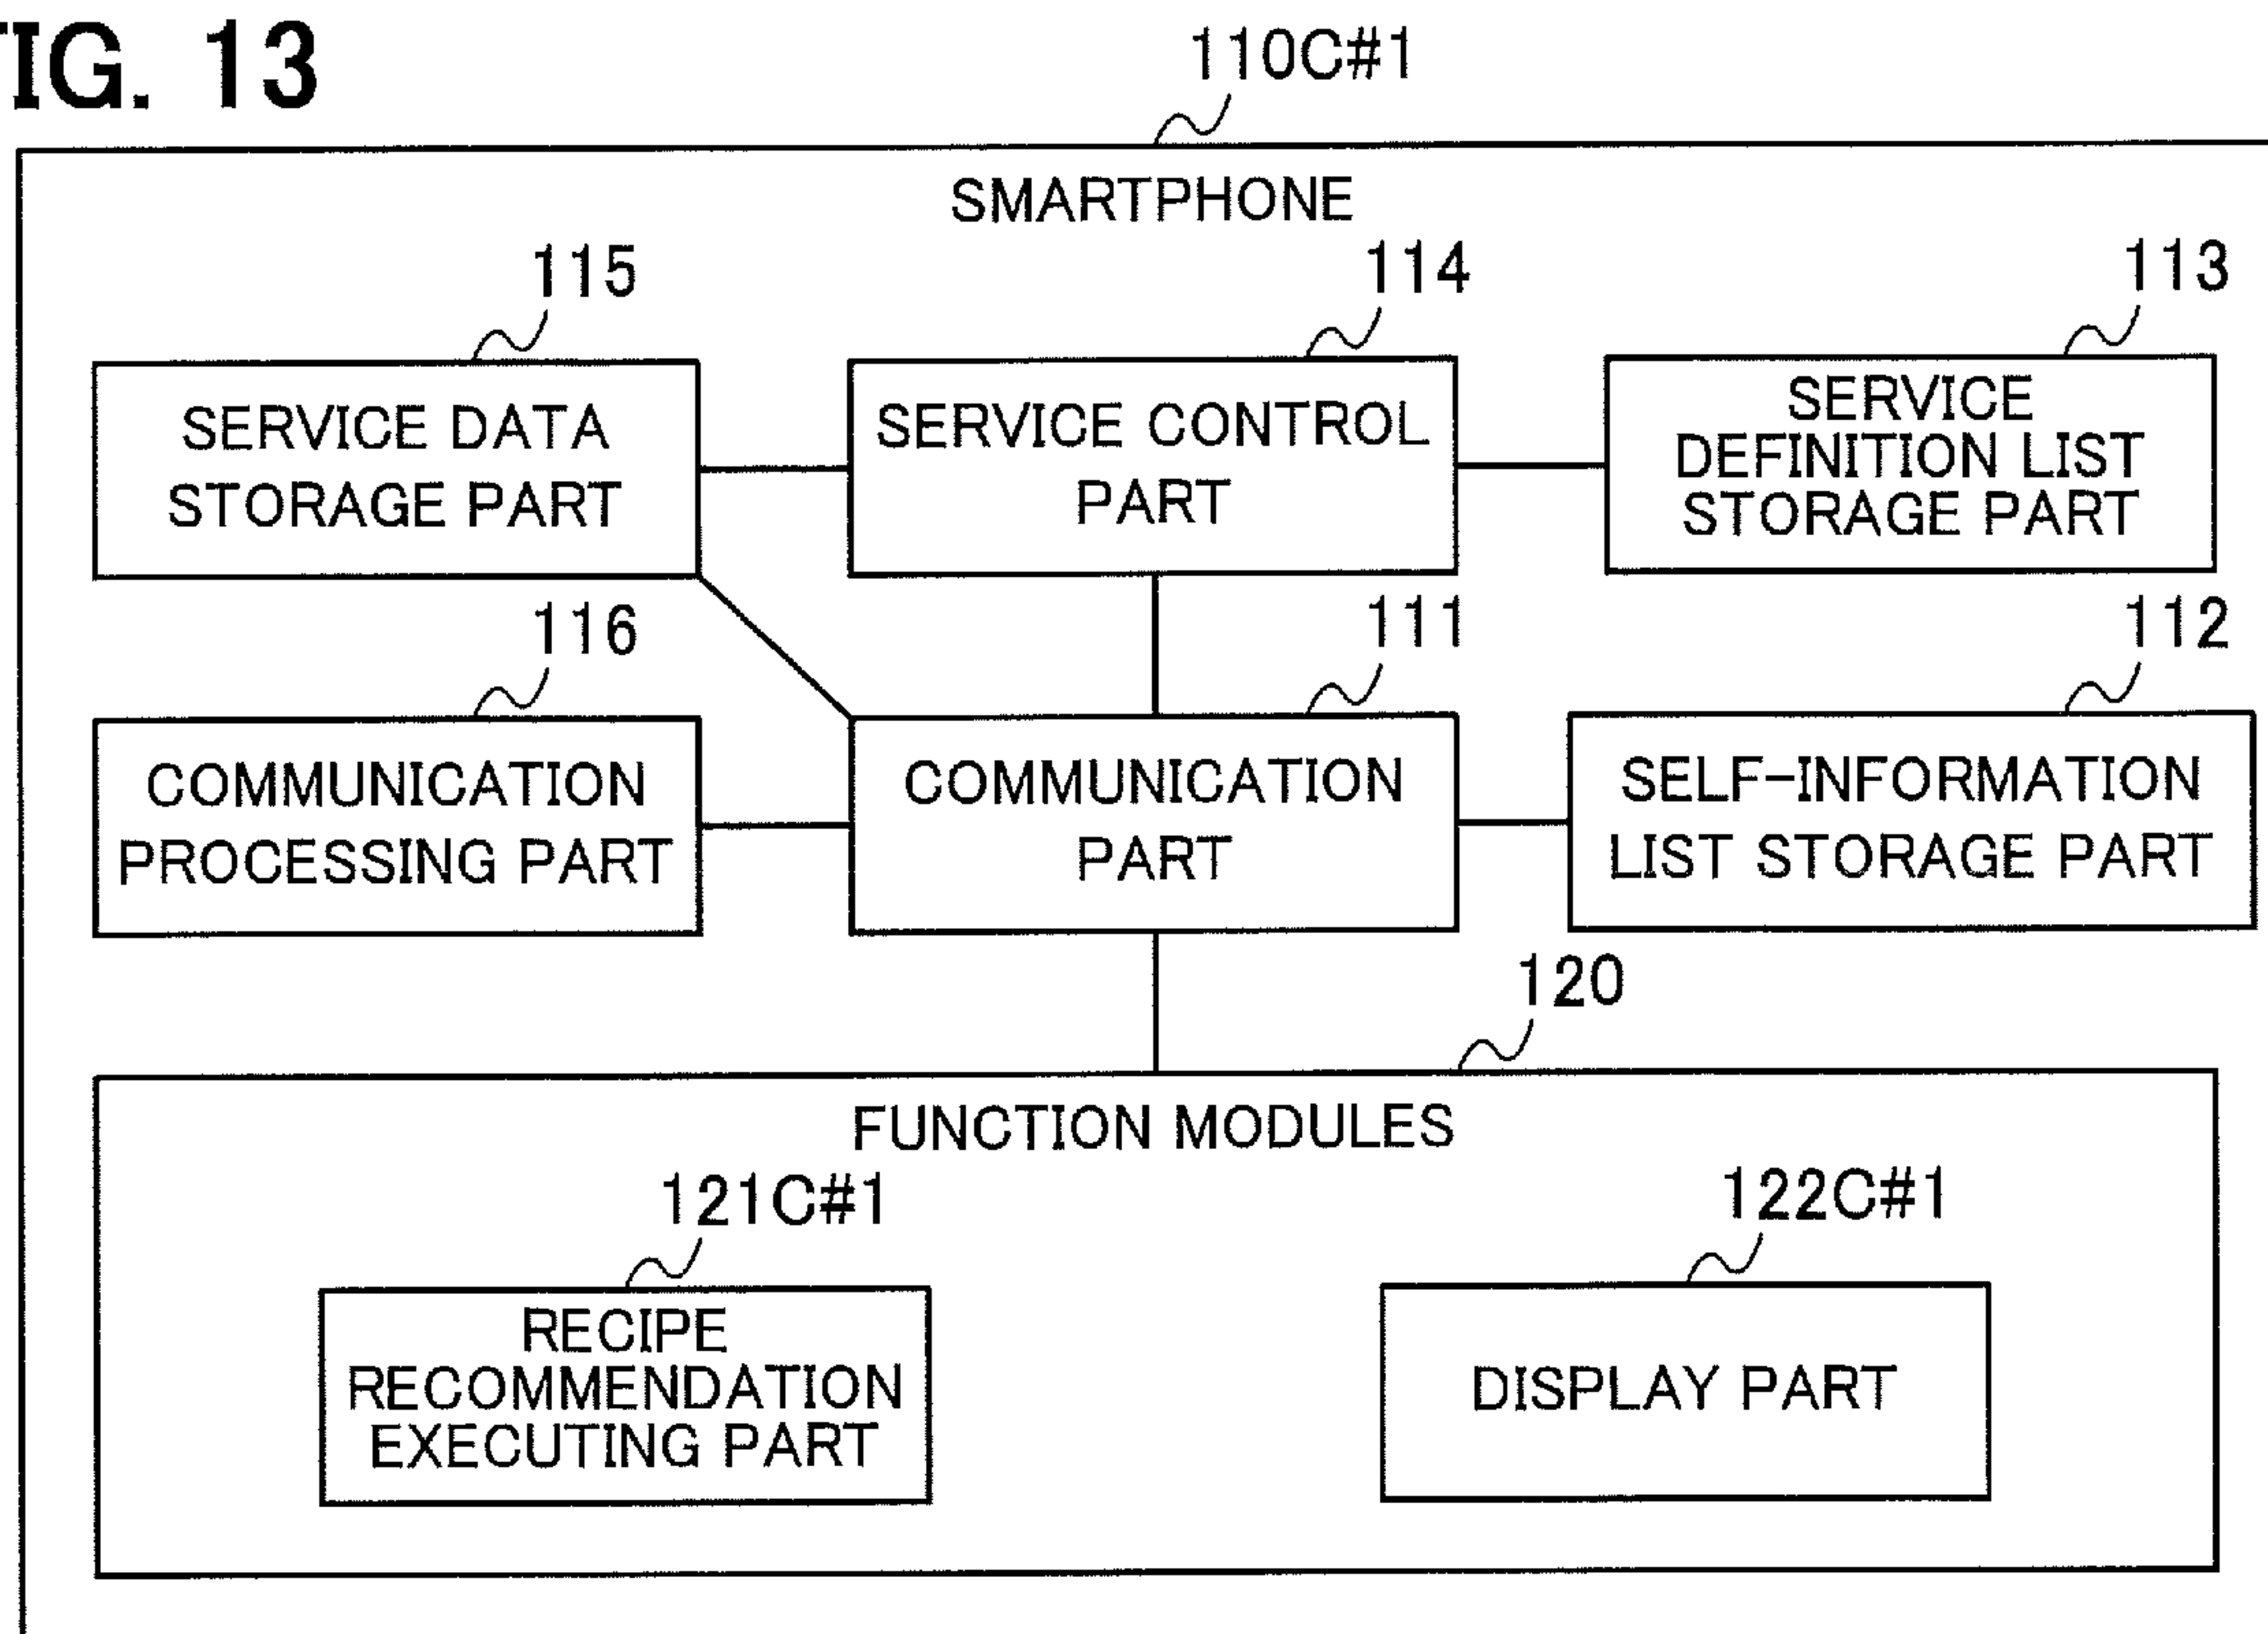 FIG. 13
110C#1
SMARTPHONE
115
114
113
SERVICE DATA
STORAGE PART
SERVICE CONTROL
PART
SERVICE
DEFINITION LIST
STORAGE PART
116
111
112
COMMUNICATION
PROCESSING PART
COMMUNICATION
PART
SELF-INFORMATION
LIST STORAGE PART
120
FUNCTION MODULES
121C#1
122C#1
RECIPE
RECOMMENDATION
EXECUTING PART
DISPLAY PART